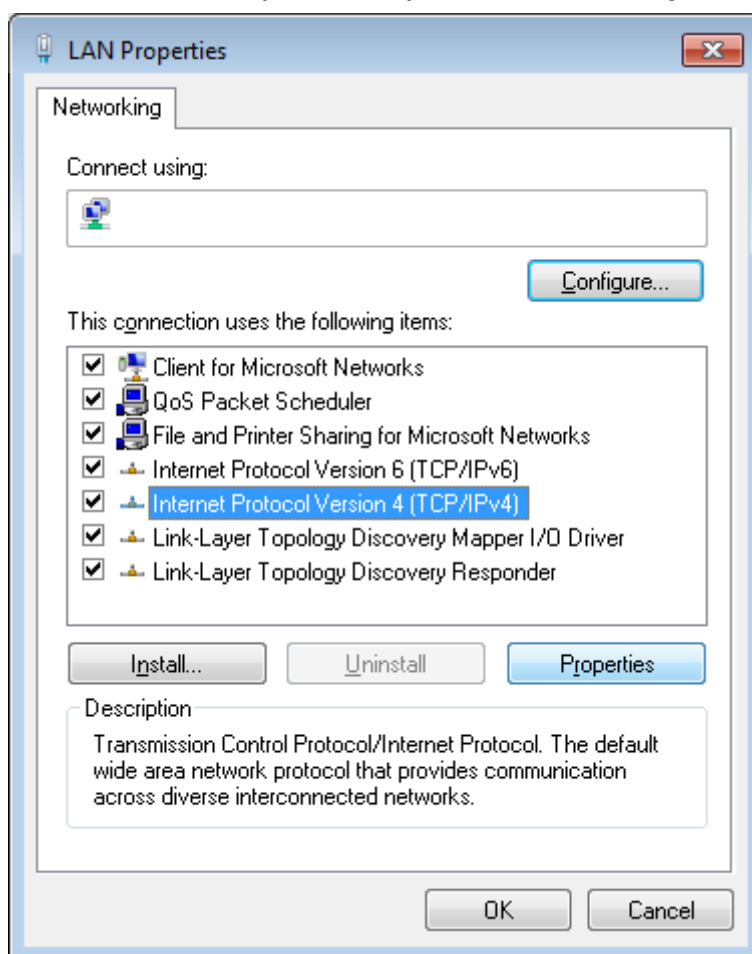 LAN Properties
Networking
Connect using:
Configure...
This connection uses the following items:
Client for Microsoft Networks
QoS Packet Scheduler
File and Printer Sharing for Microsoft Networks
Internet Protocol Version 6 (TCP/IPv6)
Internet Protocol Version 4 (TCP/IPv4)
Link-Layer Topology Discovery Mapper I/O Driver
Link-Layer Topology Discovery Responder
Install... Uninstall Properties
Description
Transmission Control Protocol/Internet Protocol. The default
wide area network protocol that provides communication
across diverse interconnected networks.
OK Cancel